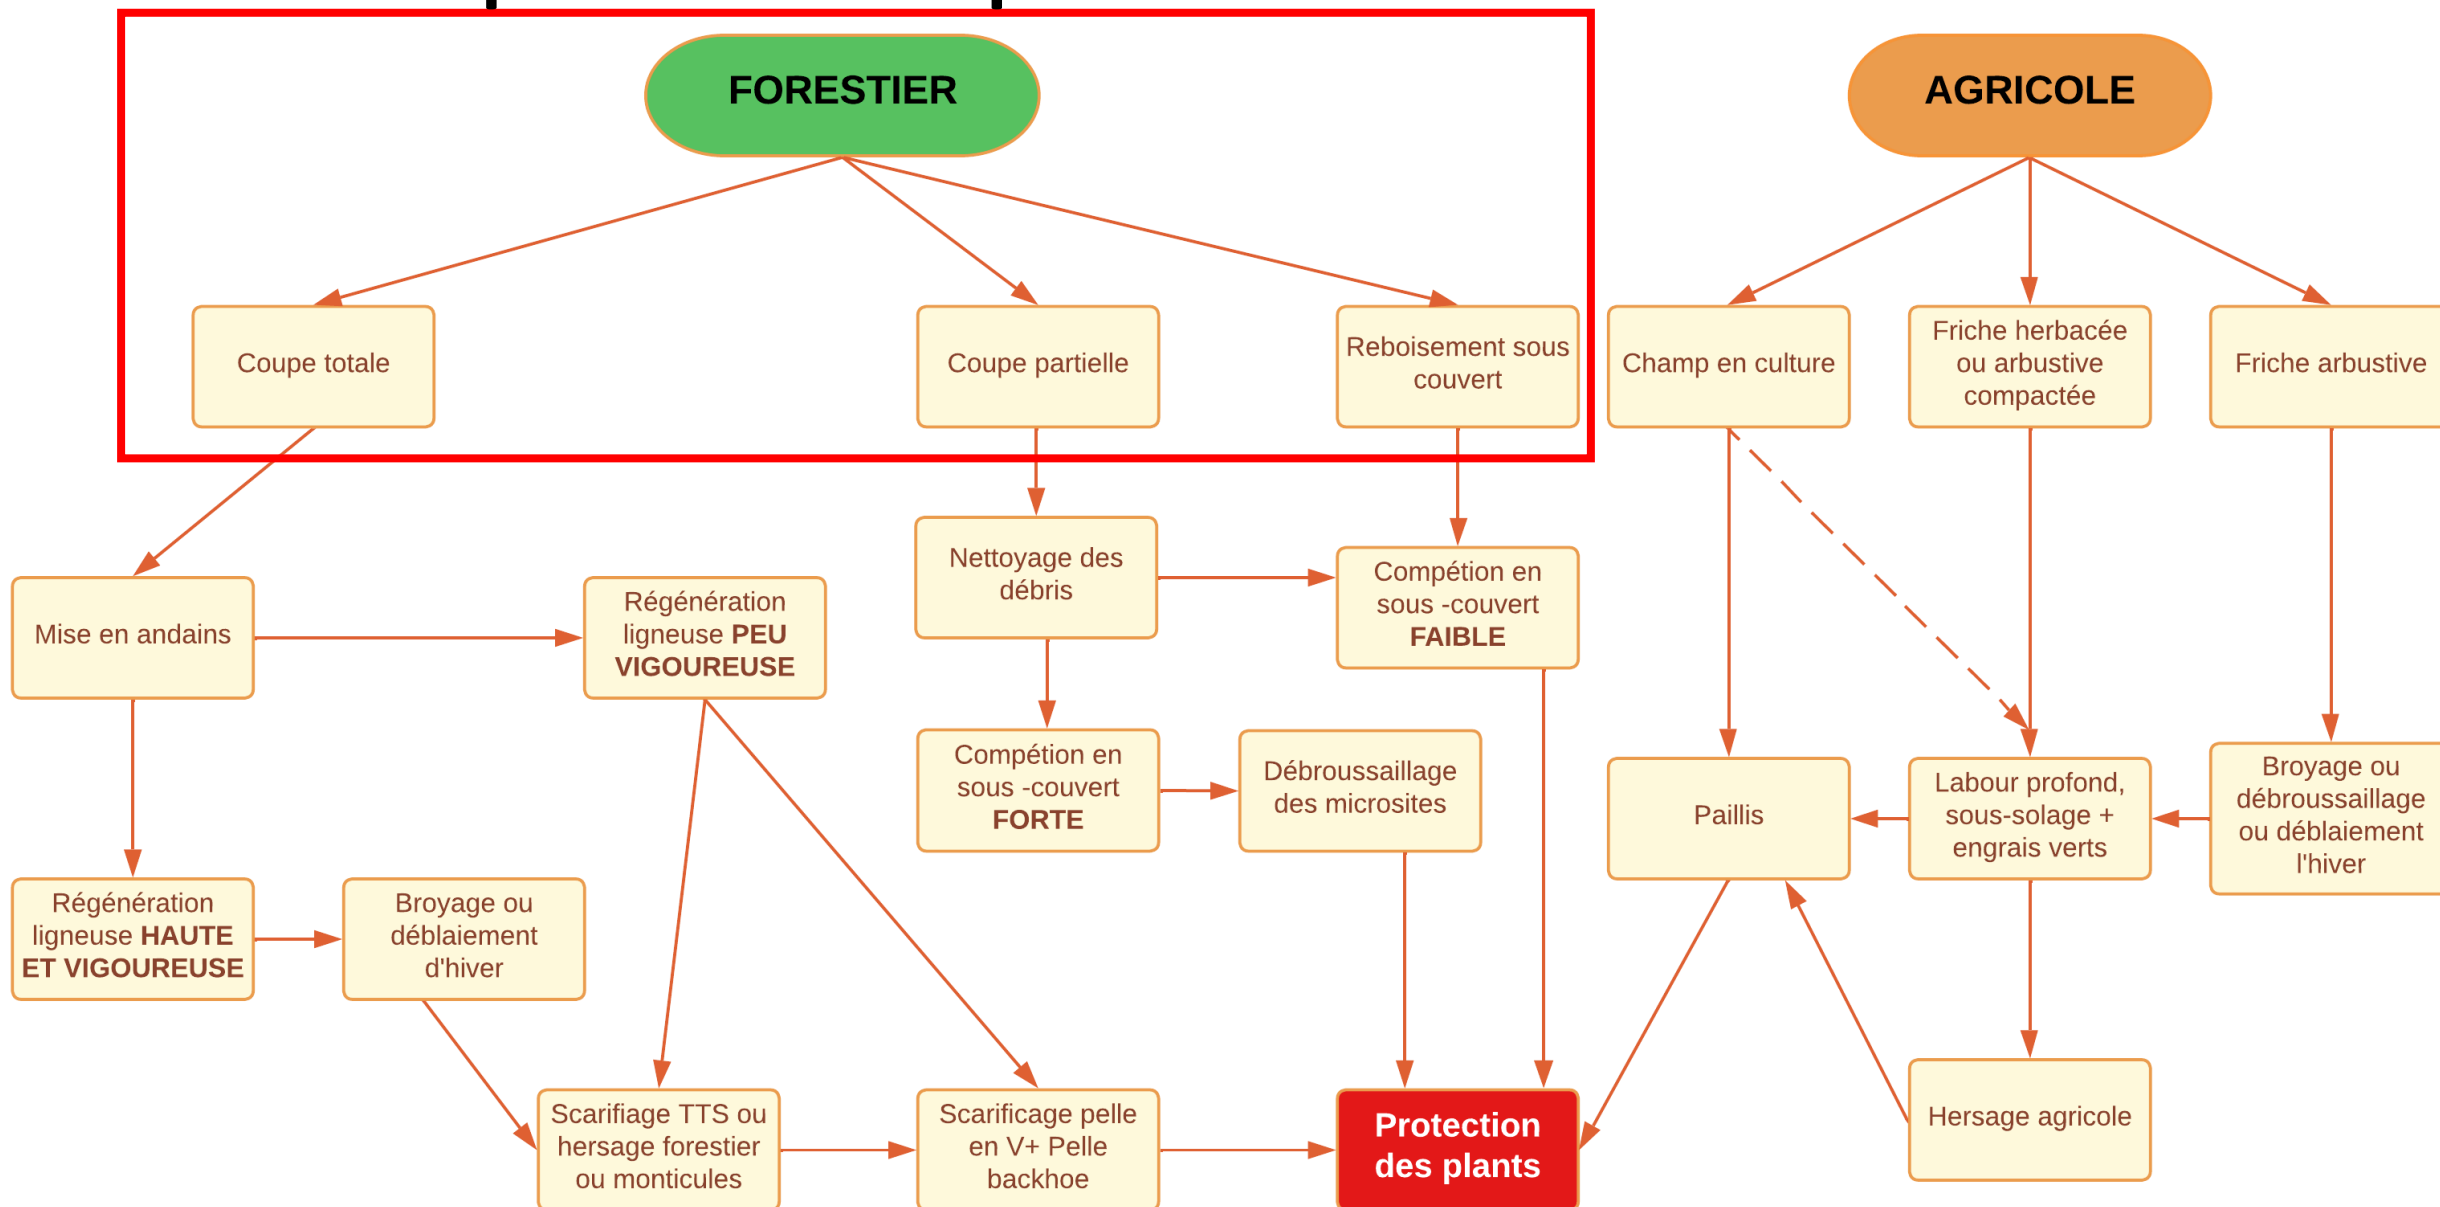 FORESTIER
AGRICOLE
Coupe totale
Coupe partielle
Reboisement sous
couvert
Champ en culture
Friche herbacée
ou arbustive
compactée
Friche arbustive
Mise en andains
Régénération
ligneuse PEU
VIGOUREUSE
Nettoyage des
débris
Compétion en
sous -couvert
FAIBLE
Compétion en
sous -couvert
FORTE
Débroussaillage
des microsites
Paillis
Labour profond,
sous-solage +
engrais verts
Broyage ou
débroussaillage
ou déblaiement
l'hiver
Régénération
ligneuse HAUTE
ET VIGOUREUSE
Broyage ou
déblaiement
d'hiver
Scarifiage TTS ou
hersage forestier
ou monticules
Scarificage pelle
en V+ Pelle
backhoe
Protection
des plants
Hersage agricole